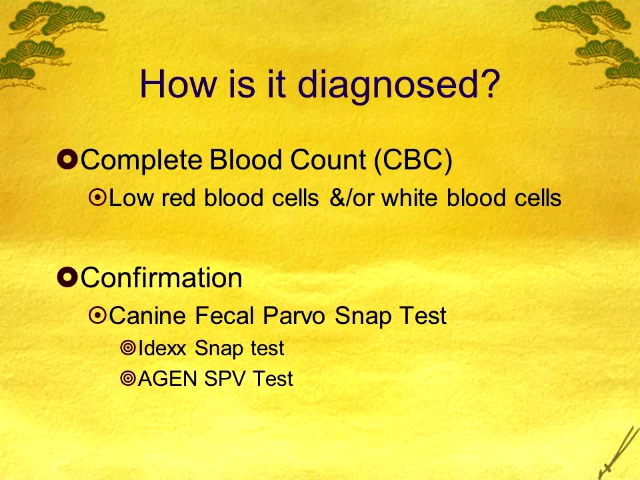 How is it diagnosed?
Complete Blood Count (CBC)
Low red blood cells &/or white blood cells
Confirmation
Canine Fecal Parvo Snap Test
Idexx Snap test
AGEN SPV Test